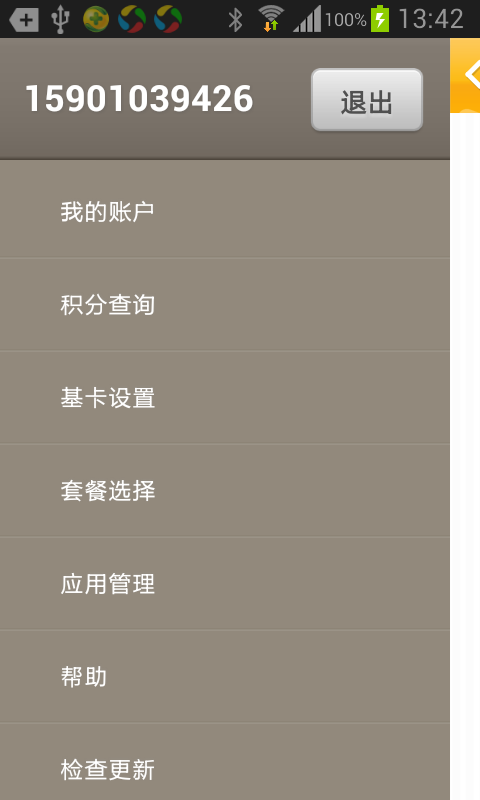 100% 13:42
15901039426 退出
我的账户
积分查询
基卡设置
套餐选择
应用管理
帮助
检查更新